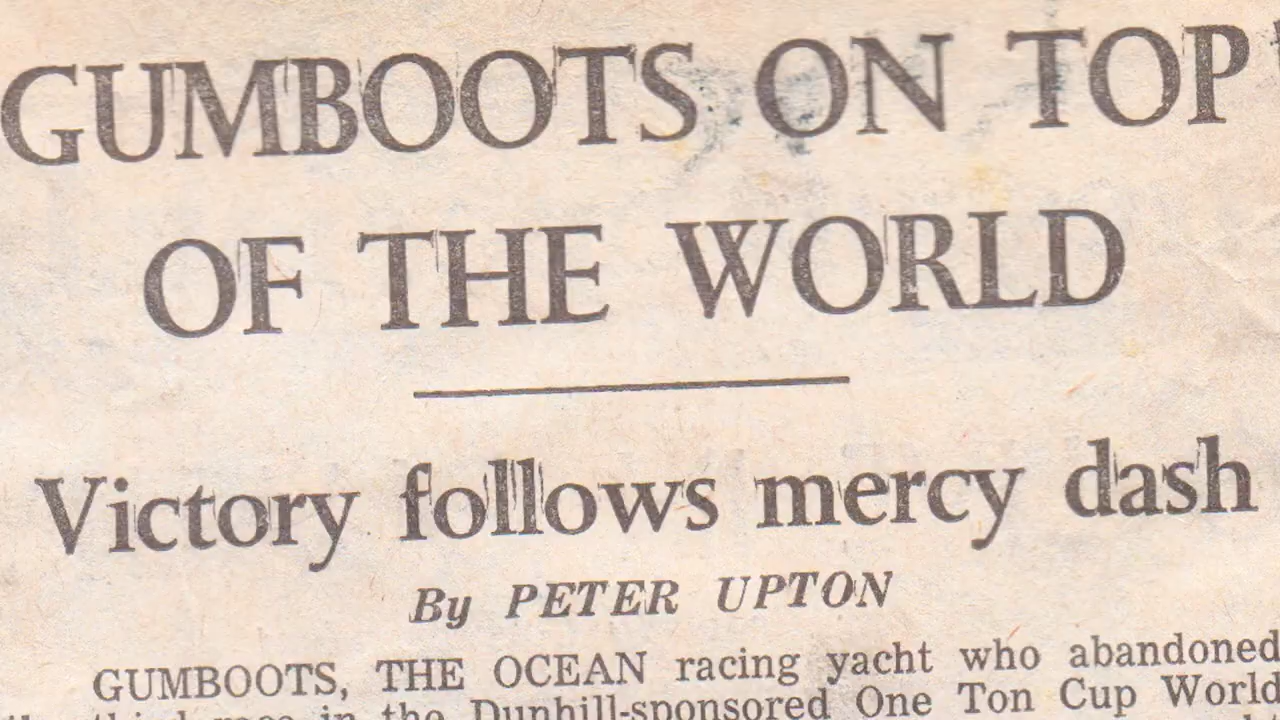 GUMBOOTS ON TOP
OF THE WORLD
Victory follows mercy dash
By PETER UPTON
GUMBOOTS, THE OCEAN racing yacht who abandoned
third race in the Dunhill-sponsored One Ton Cup World